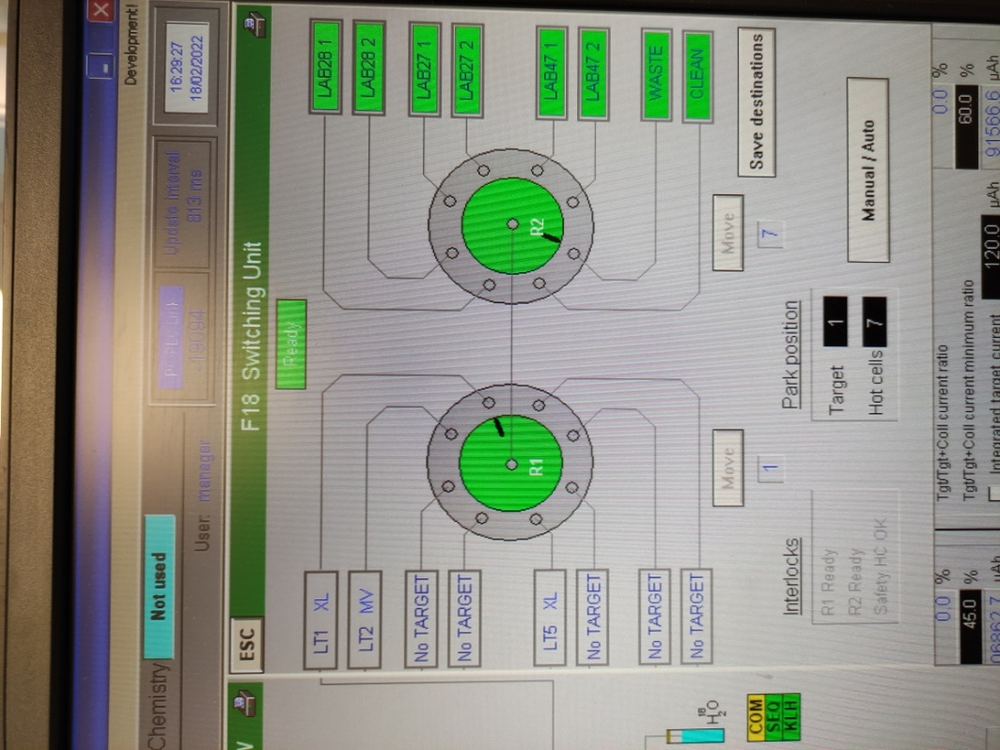 Development!
Chemistry
Not used
User: manager
Update interval
813 ms
16:29:27
18/02/2022
ESC
F18 Switching Unit
Ready
LT1 XL
LT2 MV
No TARGET
No TARGET
LT5 XL
No TARGET
No TARGET
No TARGET
R1
R2
LAB28 1
LAB28 2
LAB27 1
LAB27 2
LAB47 1
LAB47 2
WASTE
CLEAN
Move
1
Move
7
Save destinations
Interlocks
R1 Ready
R2 Ready
Safety HC OK
Park position
Target 1
Hot cells 7
Manual / Auto
18
H2O
COM
SEQ
KLH
0.0 %
45.0 %
µAh
Tgt/Tgt+Coll current ratio 0.0 %
Tgt/Tgt+Coll current minimum ratio 60.0 %
Integrated target current 120.0 µAh 91566.6 µAh